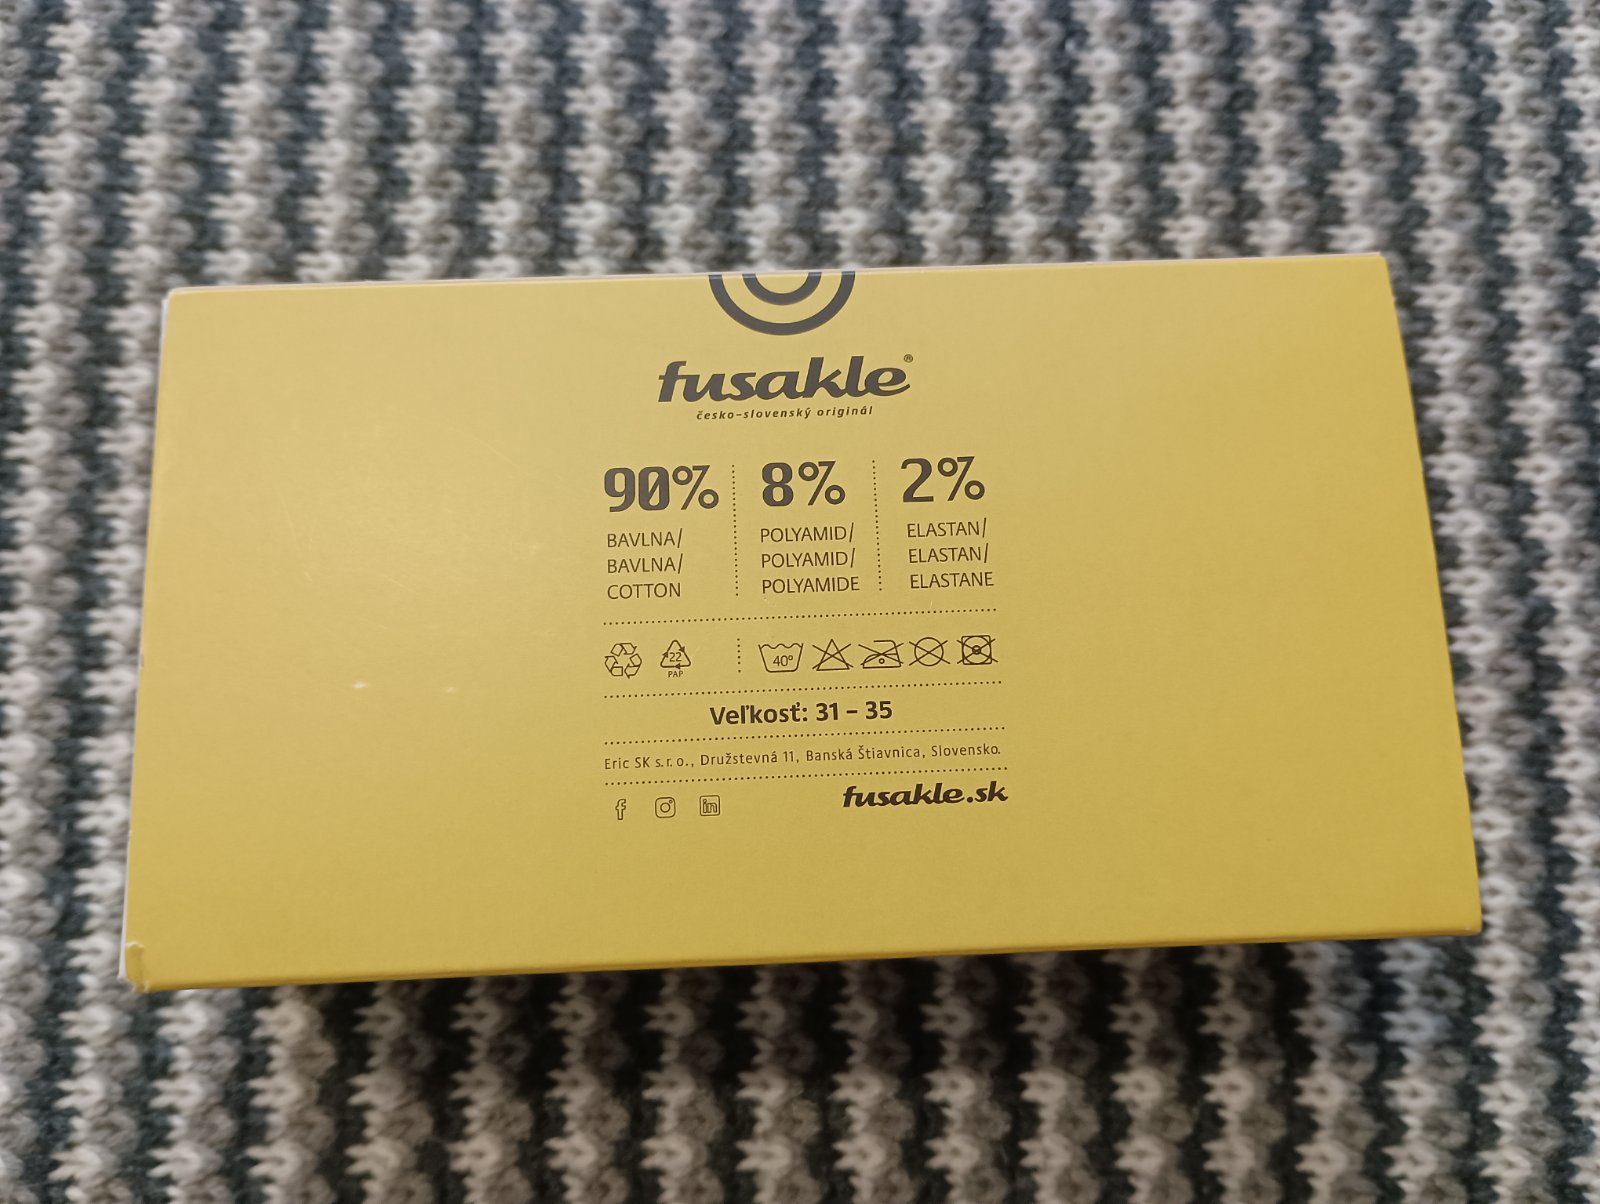 fusakle®
česko-slovenský originál
90% 8% 2%
BAVLNA/ POLYAMID/ ELASTAN/
BAVLNA/ POLYAMID/ ELASTAN/
COTTON POLYAMIDE ELASTANE
22
PAP
40°
Veľkosť: 31 – 35
Eric SK s.r.o., Družstevná 11, Banská Štiavnica, Slovensko.
f in fusakle.sk